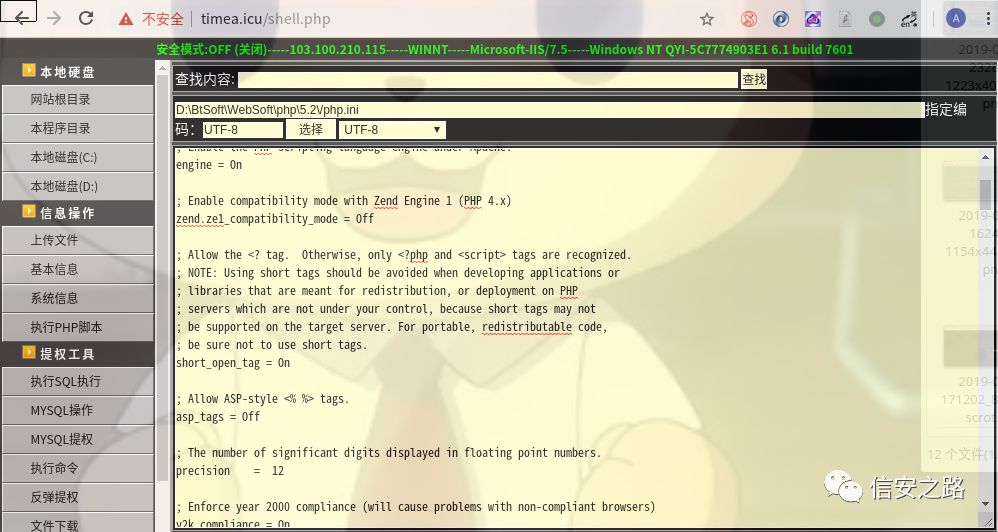 不安全 | timea.icu/shell.php
A
安全模式:OFF (关闭)-----103.100.210.115-----WINNT-----Microsoft-IIS/7.5-----Windows NT QYI-5C7774903E1 6.1 build 7601
本地硬盘
网站根目录
本程序目录
本地磁盘(C:)
本地磁盘(D:)
信息操作
上传文件
基本信息
系统信息
执行PHP脚本
提权工具
执行SQL执行
MYSQL操作
MYSQL提权
执行命令
反弹提权
文件下载
查找内容: 查找
D:\BtSoft\WebSoft\php\5.2\/php.ini 指定编
码: UTF-8 选择 UTF-8
; Enable the PHP scripting language engine under Apache.
engine = On
; Enable compatibility mode with Zend Engine 1 (PHP 4.x)
zend.ze1_compatibility_mode = Off
; Allow the <? tag.  Otherwise, only <?php and <script> tags are recognized.
; NOTE: Using short tags should be avoided when developing applications or
; libraries that are meant for redistribution, or deployment on PHP
; servers which are not under your control, because short tags may not
; be supported on the target server. For portable, redistributable code,
; be sure not to use short tags.
short_open_tag = On
; Allow ASP-style <% %> tags.
asp_tags = Off
; The number of significant digits displayed in floating point numbers.
precision    =  12
; Enforce year 2000 compliance (will cause problems with non-compliant browsers)
y2k_compliance = On
2019-0
2328
1223x40
pn
2019-0
1624
1154x44
2019-0
171202_8
scrot
12 个文件(1
信安之路